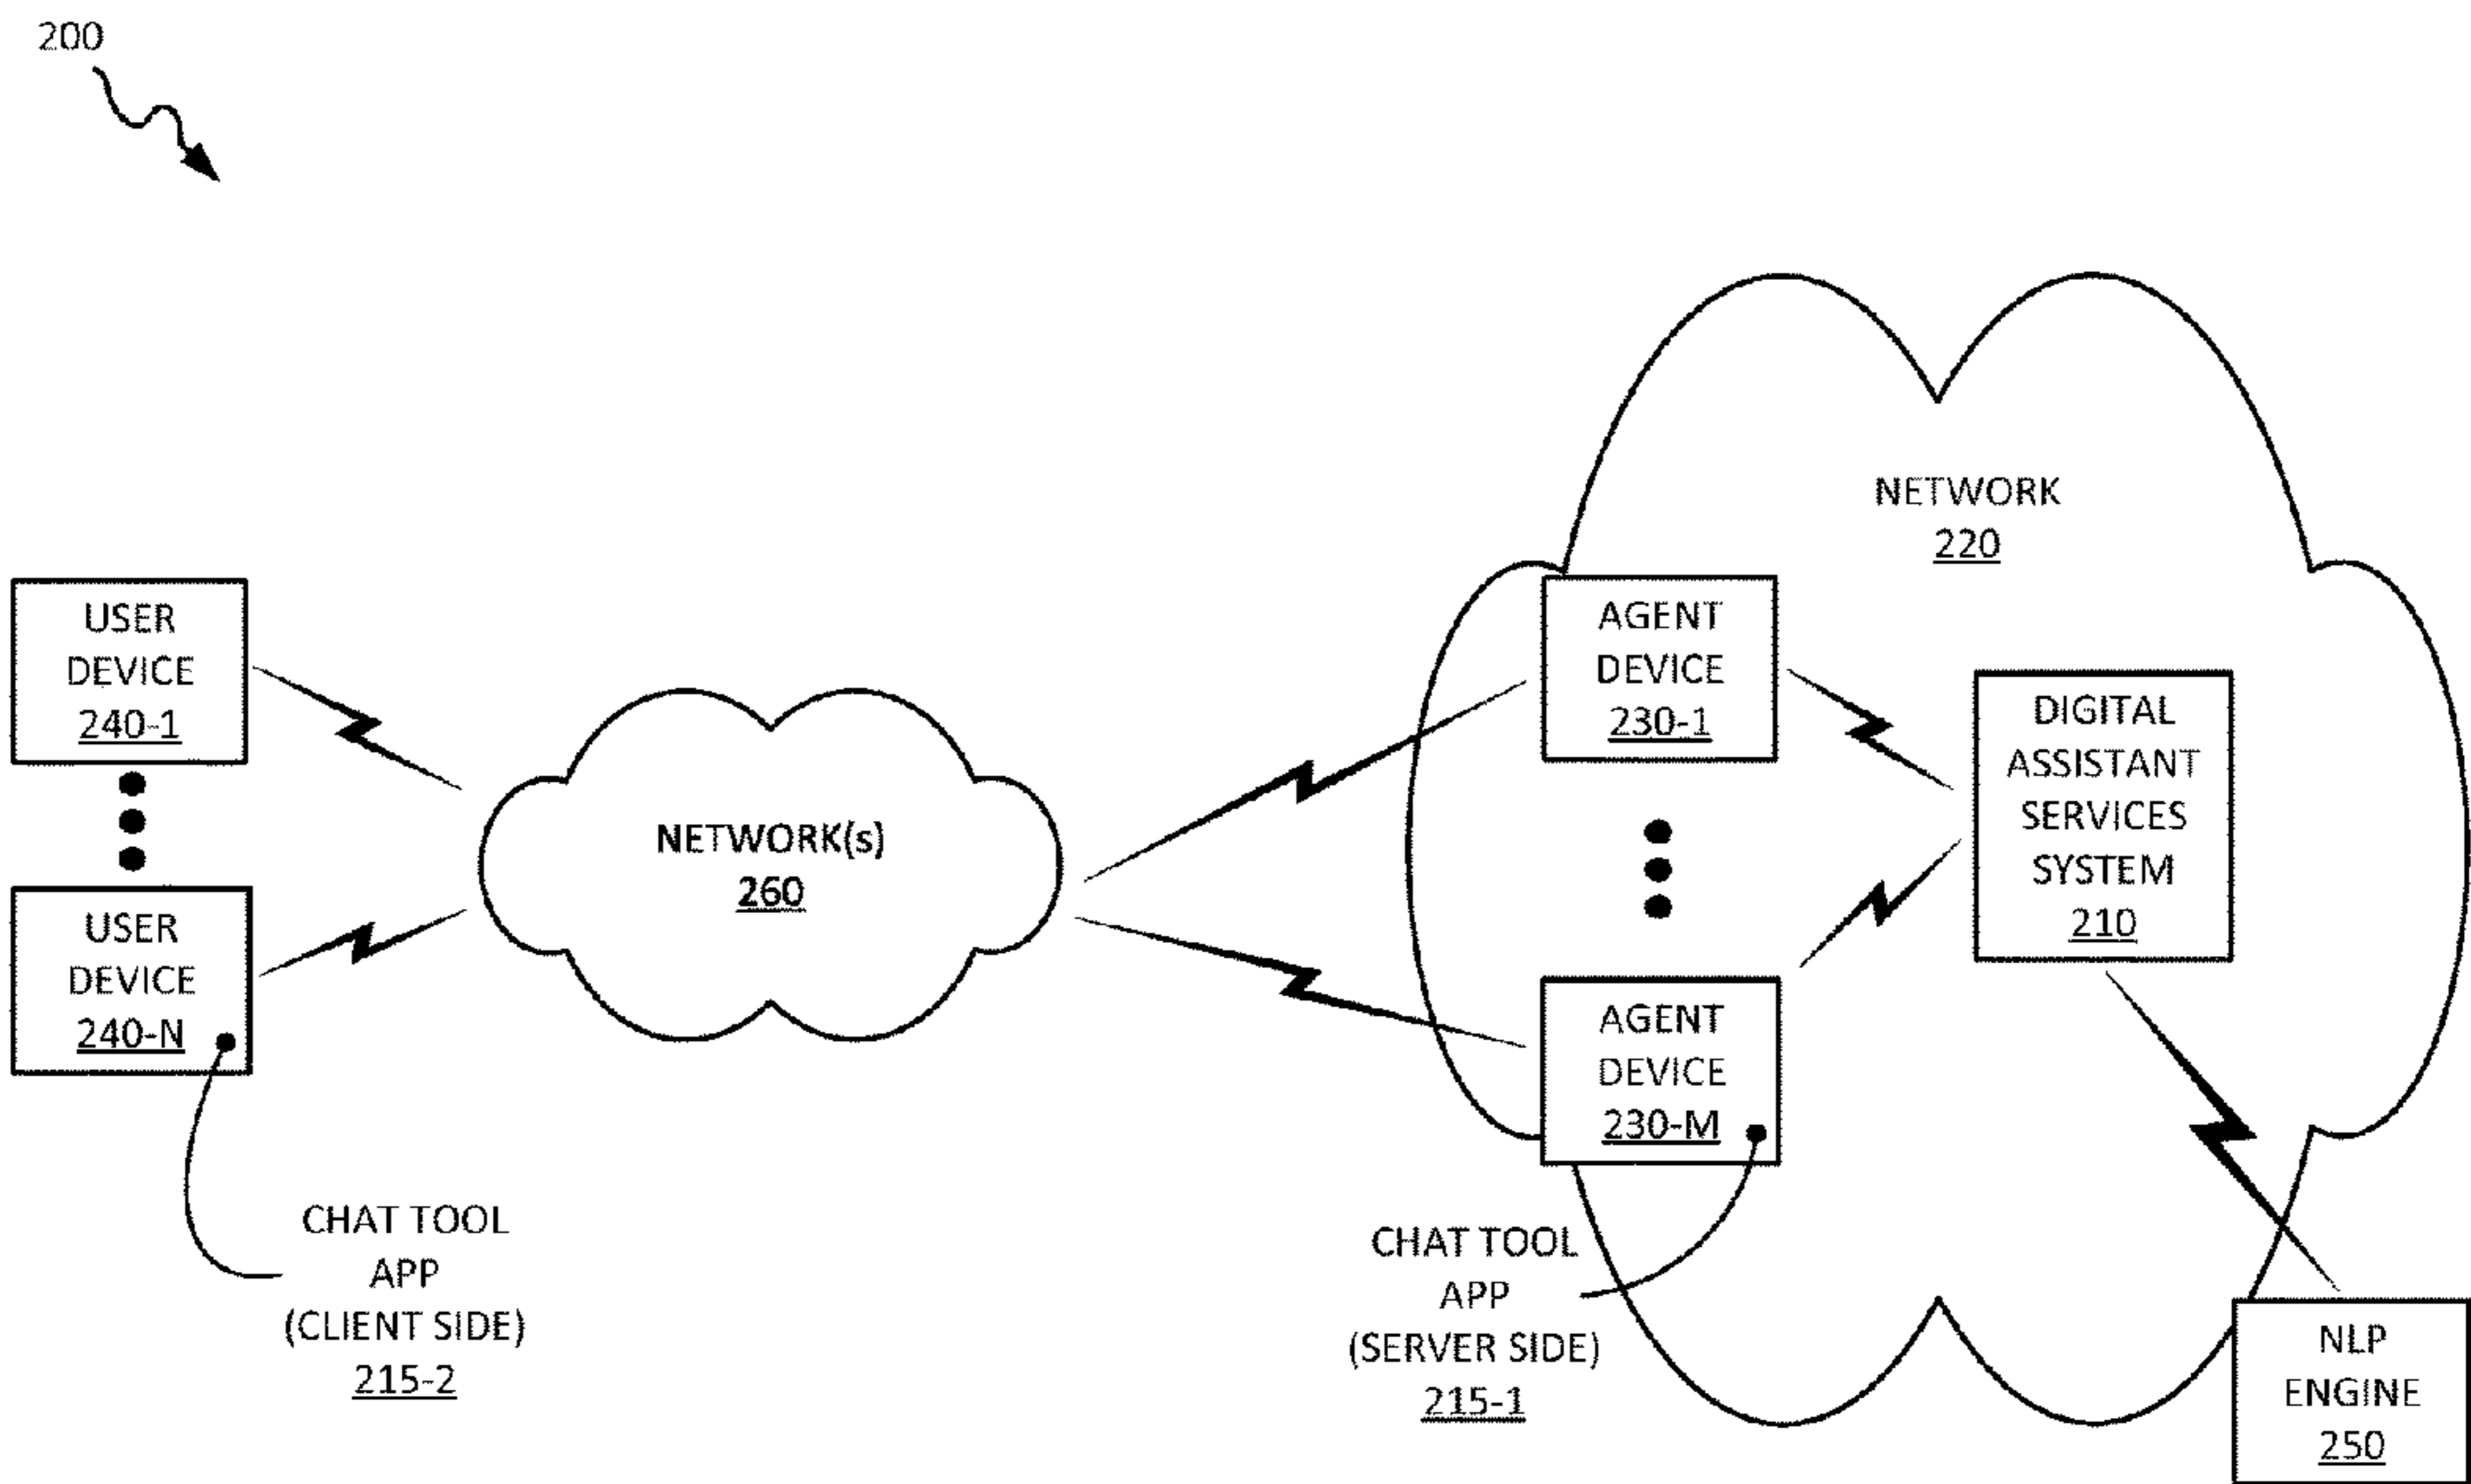 200
NETWORK
220
USER
DEVICE
240-1
AGENT
DEVICE
230-1
DIGITAL
ASSISTANT
SERVICES
SYSTEM
210
NETWORK(s)
260
USER
DEVICE
240-N
AGENT
DEVICE
230-M
CHAT TOOL
APP
(CLIENT SIDE)
215-2
CHAT TOOL
APP
(SERVER SIDE)
215-1
NLP
ENGINE
250